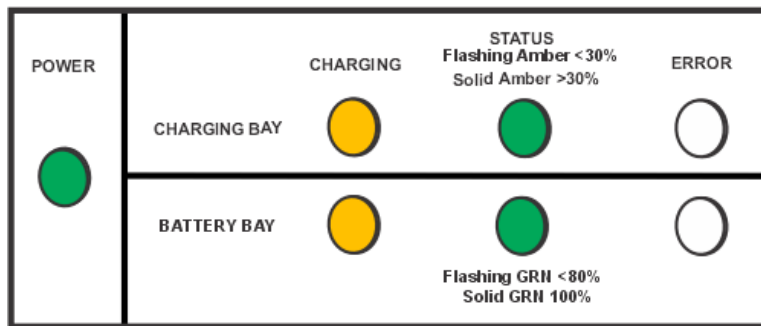 POWER
CHARGING
STATUS
Flashing Amber <30%
Solid Amber >30%
ERROR
CHARGING BAY
BATTERY BAY
Flashing GRN <80%
Solid GRN 100%